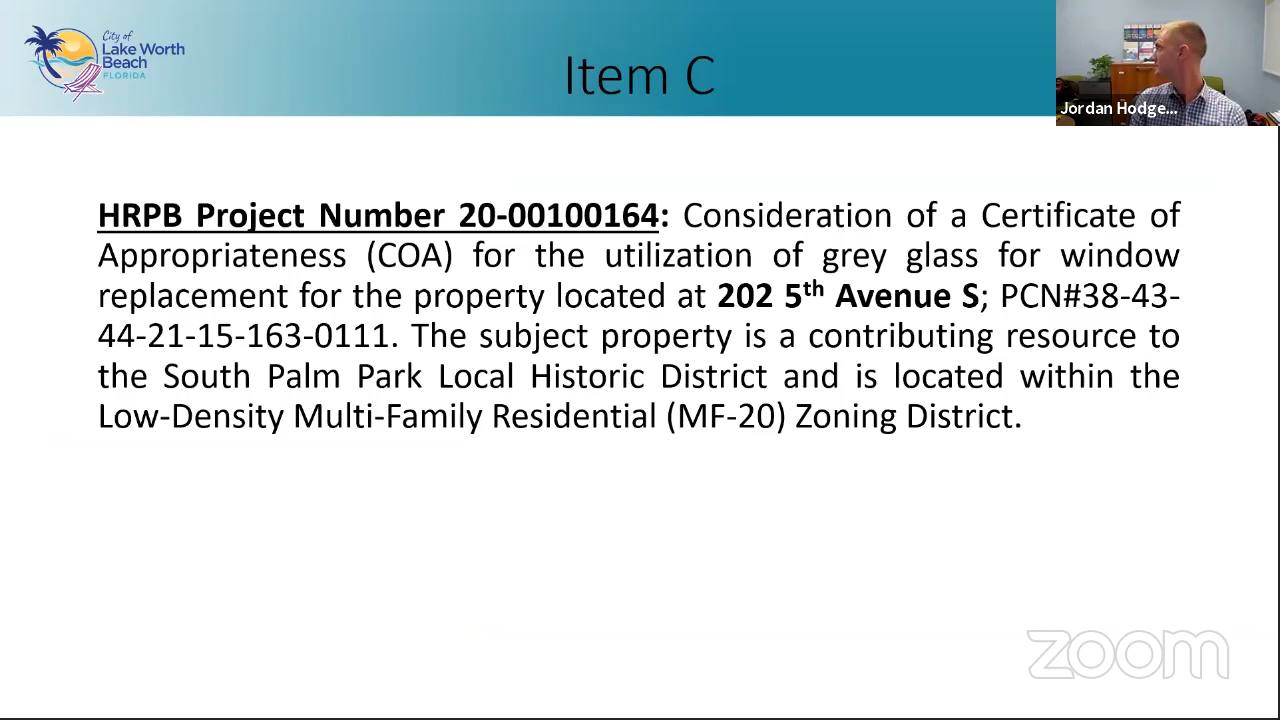 City of
Lake Worth
Beach
FLORIDA
Item C
Jordan Hodge...
HRPB Project Number 20-00100164: Consideration of a Certificate of
Appropriateness (COA) for the utilization of grey glass for window
replacement for the property located at 202 5th Avenue S; PCN#38-43-
44-21-15-163-0111. The subject property is a contributing resource to
the South Palm Park Local Historic District and is located within the
Low-Density Multi-Family Residential (MF-20) Zoning District.
zoom